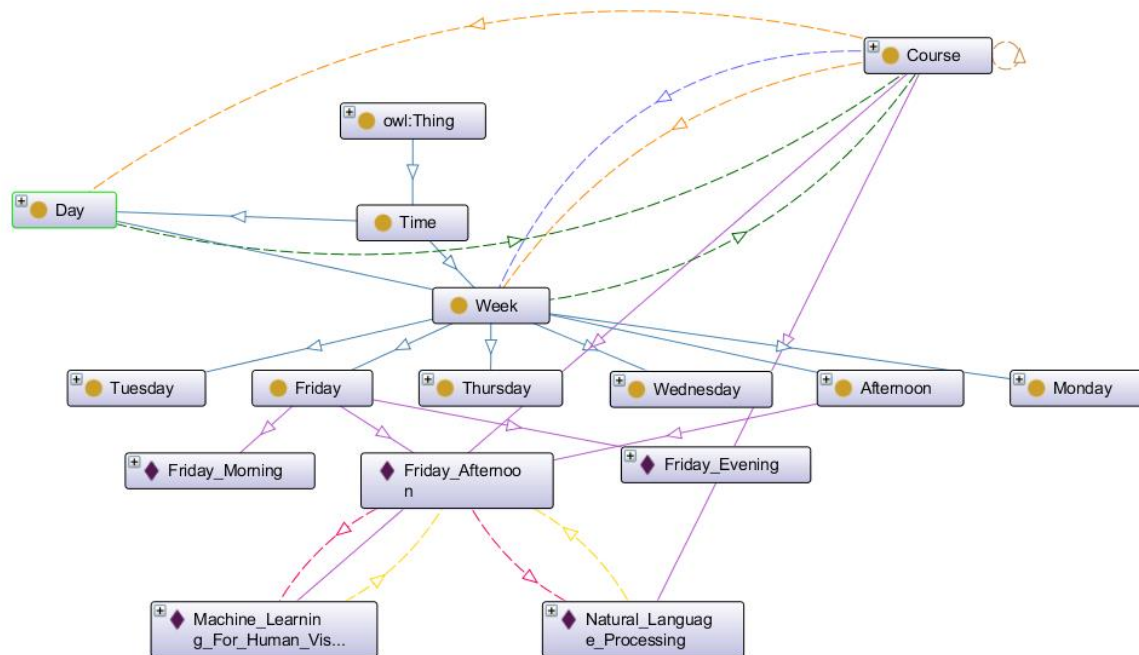 Course
owl:Thing
Day
Time
Week
Tuesday
Friday
Thursday
Wednesday
Afternoon
Monday
Friday_Morning
Friday_Afternoo
n
Friday_Evening
Machine_Learnin
g_For_Human_Vis...
Natural_Languag
e_Processing